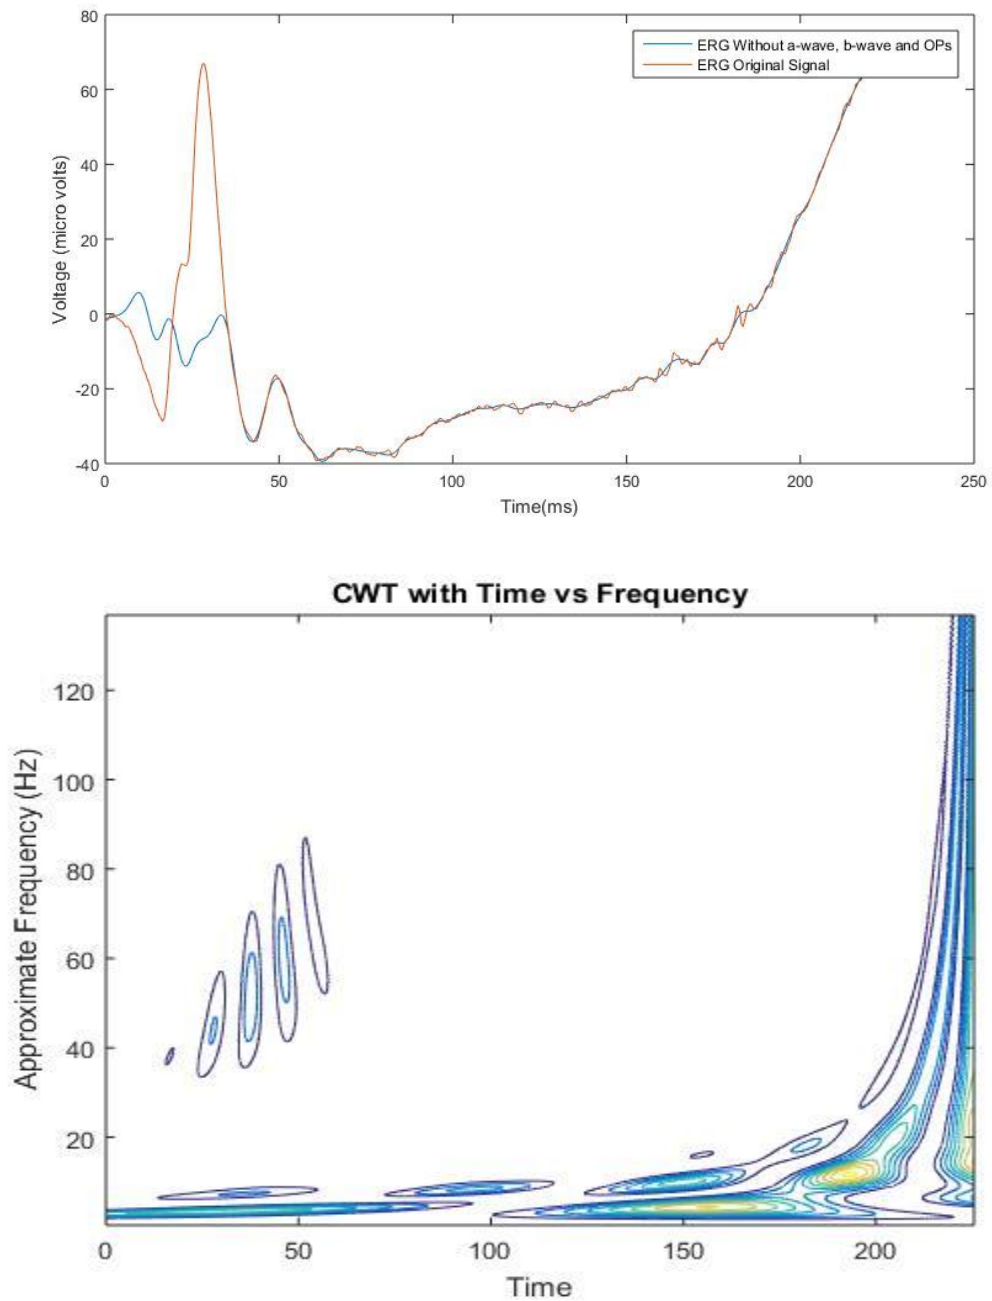 80
60
40
20
0
-20
-40
Voltage (micro volts)
ERG Without a-wave, b-wave and OPs
ERG Original Signal
0 50 100 150 200 250
Time(ms)
CWT with Time vs Frequency
120
100
80
60
40
20
Approximate Frequency (Hz)
0 50 100 150 200
Time